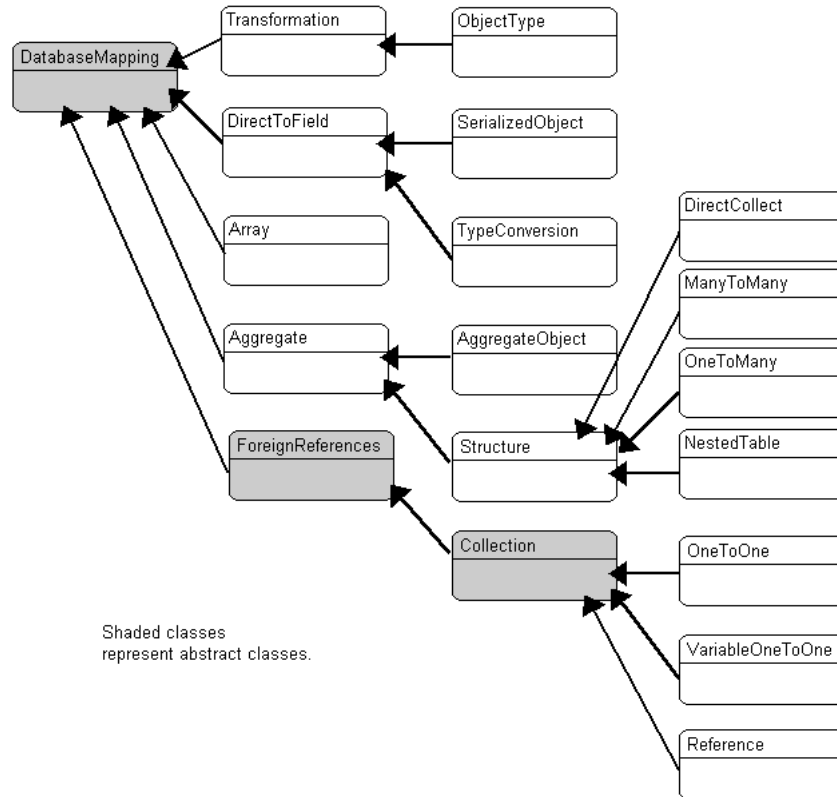 Transformation
ObjectType
DatabaseMapping
DirectToField
SerializedObject
DirectCollect
Array
TypeConversion
ManyToMany
Aggregate
AggregateObject
OneToMany
ForeignReferences
Structure
NestedTable
Collection
OneToOne
Shaded classes
represent abstract classes.
VariableOneToOne
Reference